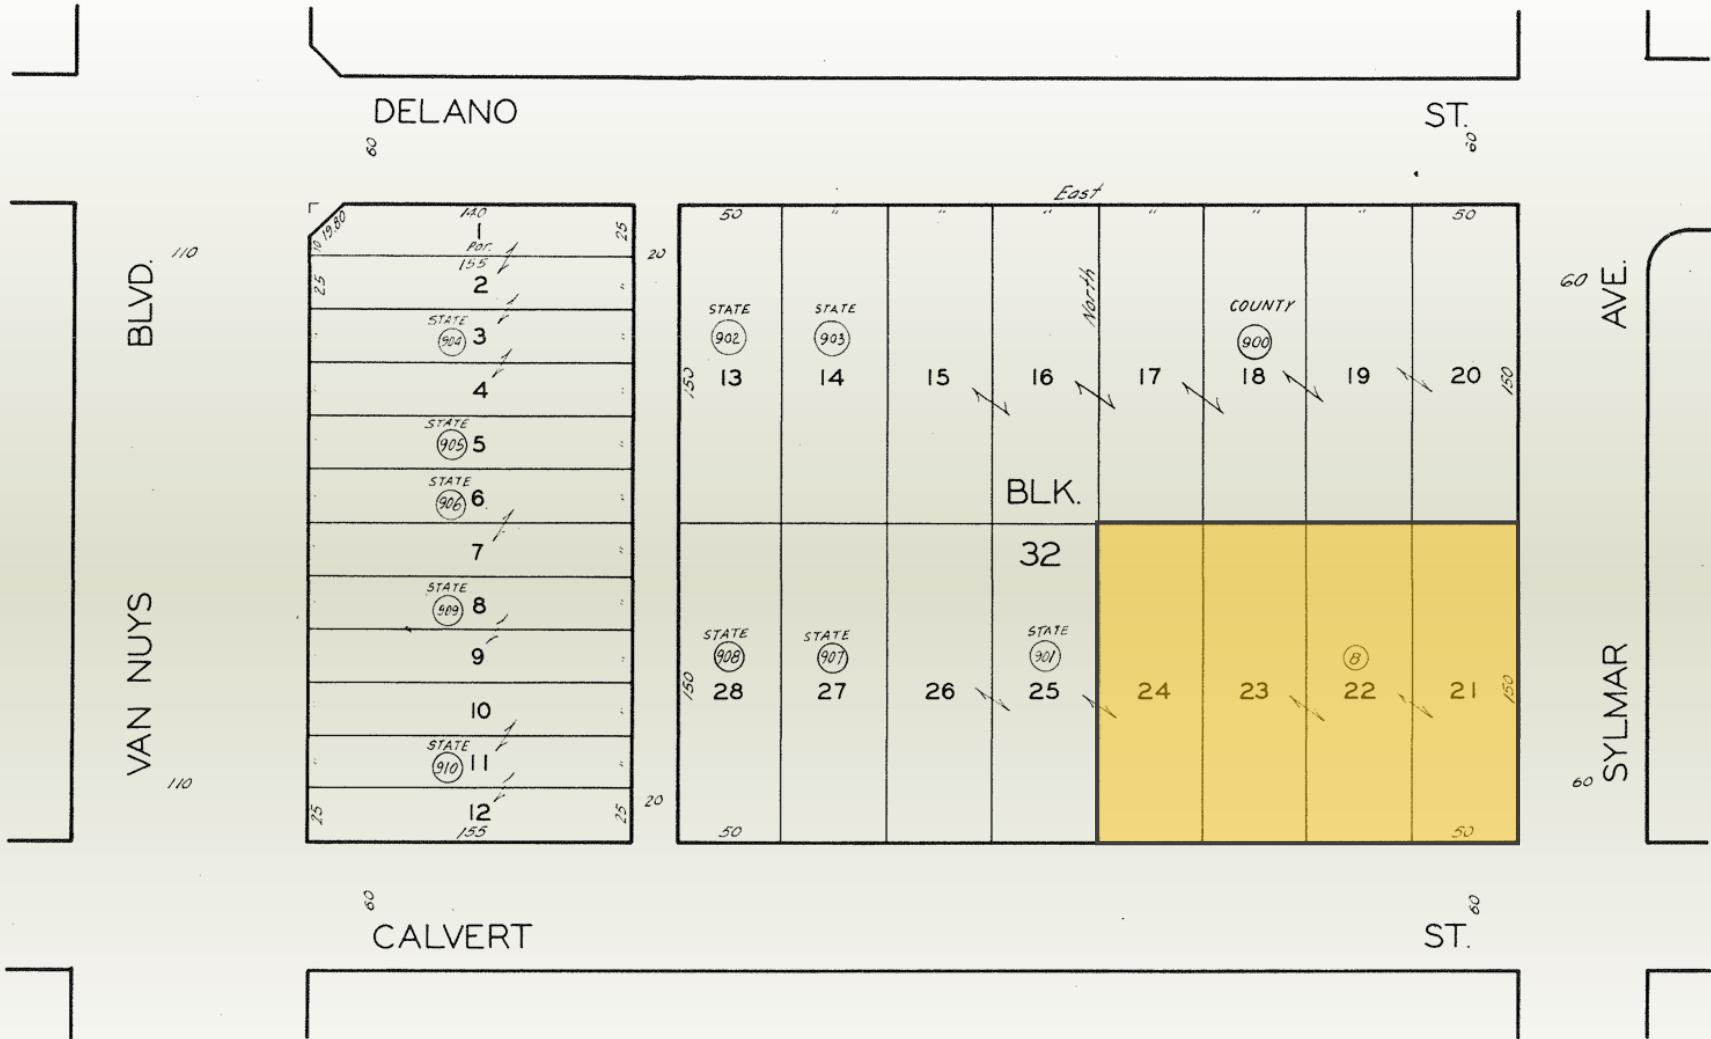 DELANO ST.
60 60
East
140 50 " " " " " " 50
19.80
1
10 25
Por.
110 20 60
155
2
25 "
BLVD. AVE.
North
STATE STATE STATE COUNTY
904 3 902 903 900
4 150 13 14 15 16 17 18 19 20 150
STATE
905 5
STATE
906 6
BLK.
7
32
STATE
909 8
VAN NUYS SYLMAR
STATE STATE STATE
9 908 907 901 8
150 28 27 26 25 24 23 22 21 150
10
STATE
910 11
110 60
25 12 25 20
155 50 50
60 60
CALVERT ST.